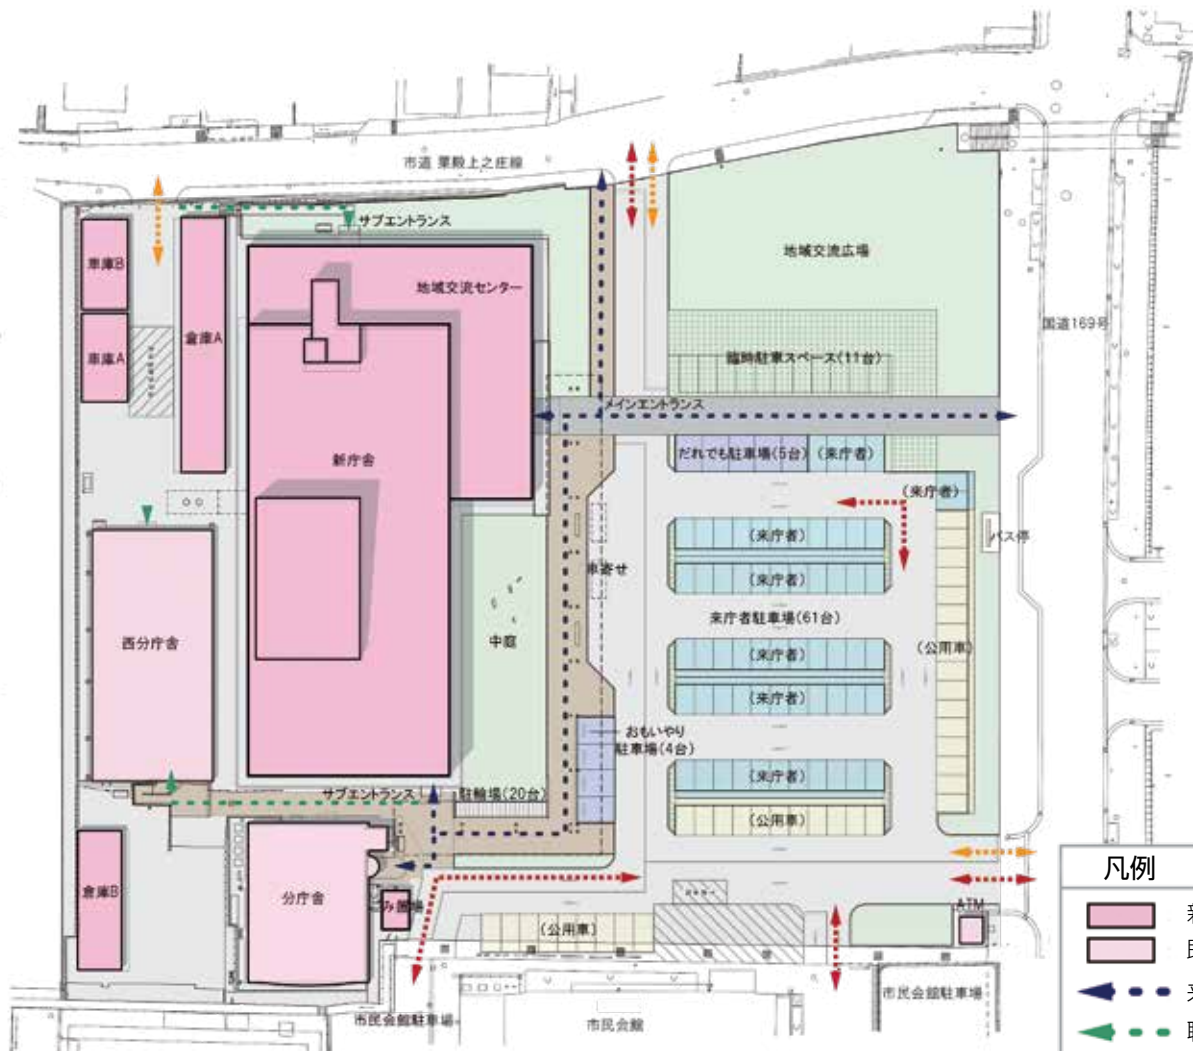 市道 粟殿上之庄線
サブエントランス
車庫B
地域交流センター
地域交流広場
国道169号
車庫A
倉庫A
臨時駐車スペース(11台)
メインエントランス
だれでも駐車場(5台)
(来庁者)
新庁舎
(来庁者)
(来庁者)
バス停
車寄せ
(来庁者)
来庁者駐車場(61台)
西分庁舎
中庭
(来庁者)
(公用車)
(来庁者)
おもいやり
駐車場(4台)
(来庁者)
サブエントランス
駐輪場(20台)
(公用車)
凡例
倉庫B
分庁舎
み置場
ATM
(公用車)
市民会館駐車場
市民会館
市民会館駐車場